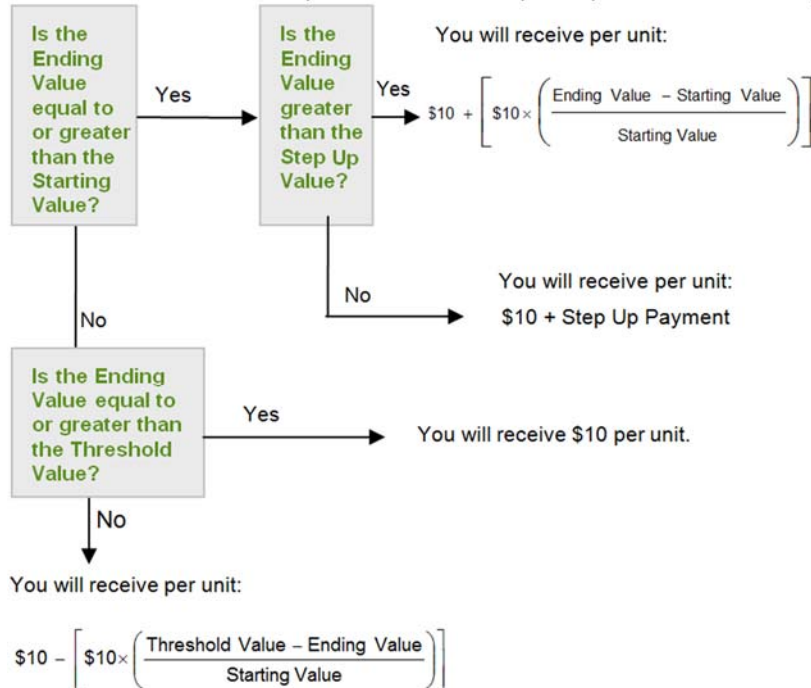 Is the
Ending
Value
equal to
or greater
than the
Starting
Value?
Yes
Is the
Ending
Value
greater
than the
Step Up
Value?
Yes
You will receive per unit:
$10 + [ $10 × ( Ending Value – Starting Value
Starting Value ) ]
No
You will receive per unit:
$10 + Step Up Payment
No
Is the Ending
Value equal to
or greater than
the Threshold
Value?
Yes
You will receive $10 per unit.
No
You will receive per unit:
$10 – [ $10× ( Threshold Value – Ending Value
Starting Value ) ]